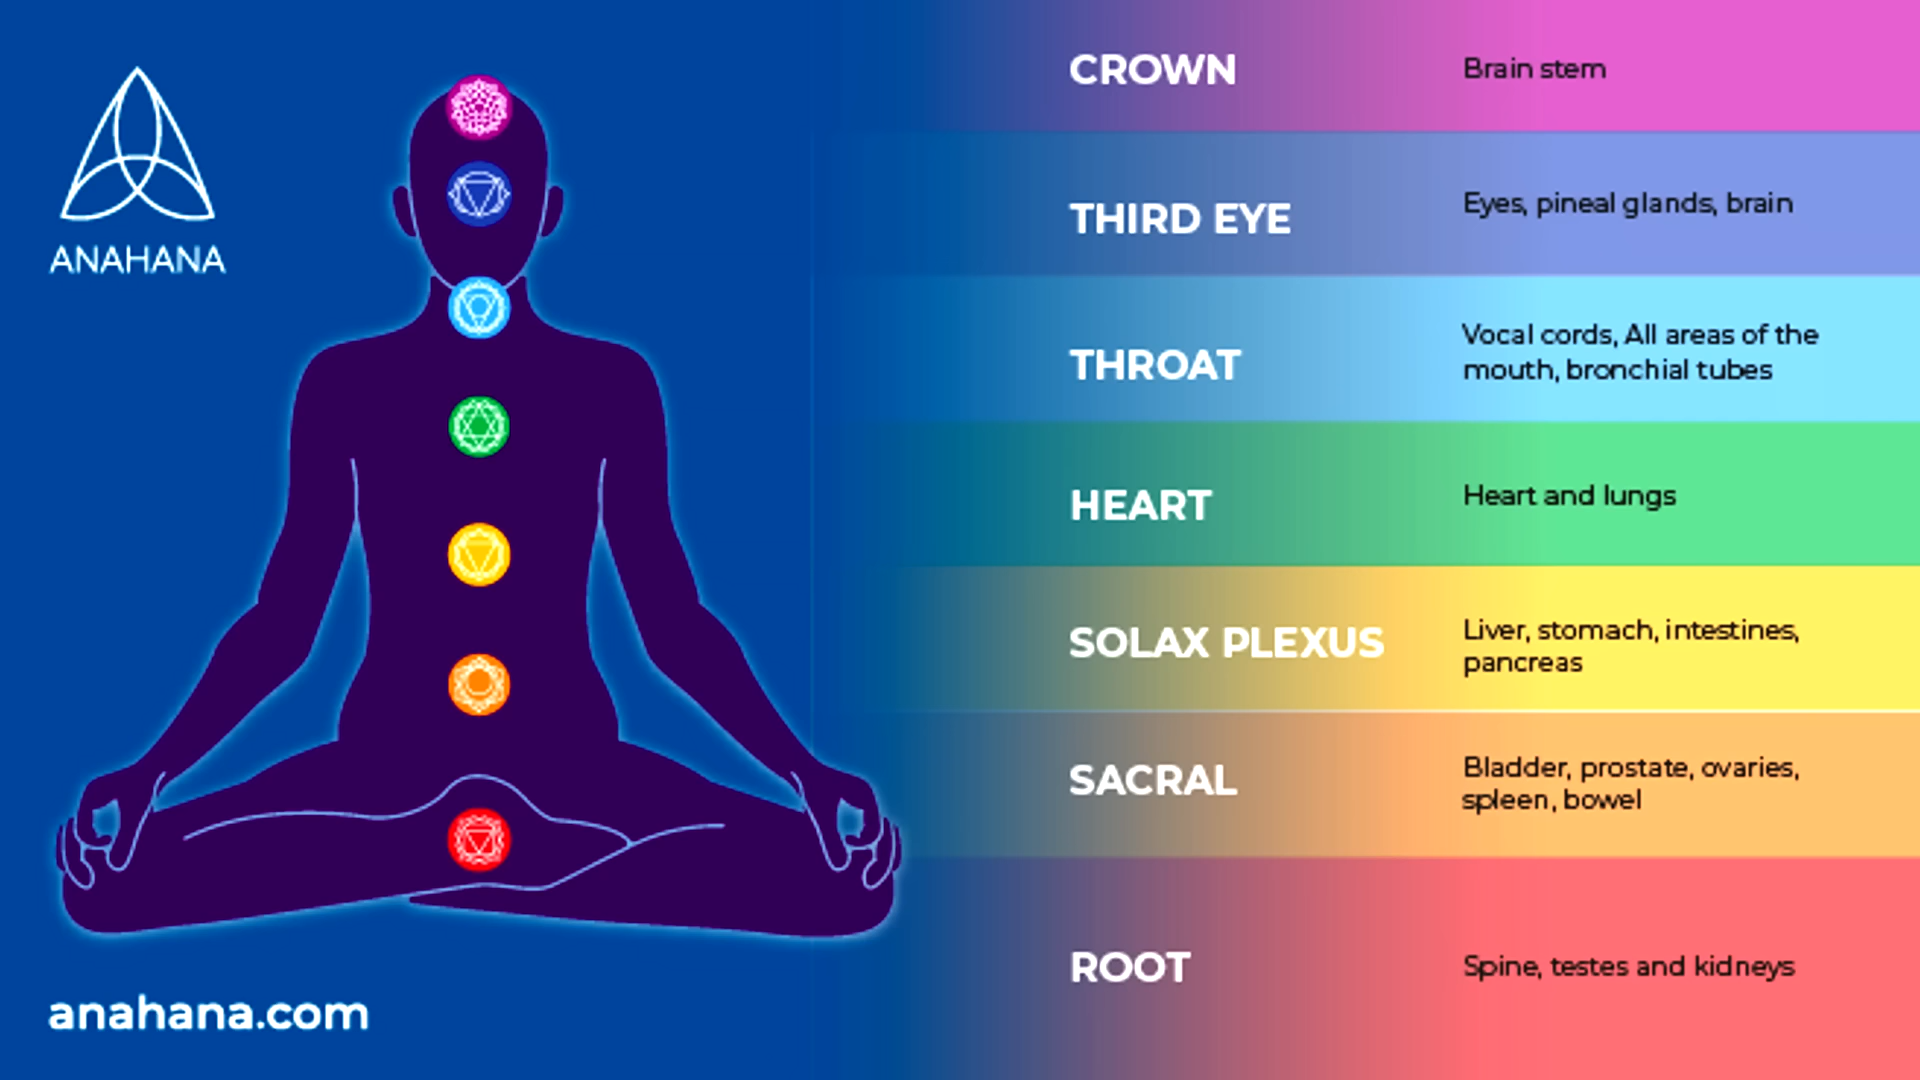 ANAHANA
anahana.com
CROWN
Brain stem
THIRD EYE
Eyes, pineal glands, brain
THROAT
Vocal cords, All areas of the
mouth, bronchial tubes
HEART
Heart and lungs
SOLAX PLEXUS
Liver, stomach, intestines,
pancreas
SACRAL
Bladder, prostate, ovaries,
spleen, bowel
ROOT
Spine, testes and kidneys